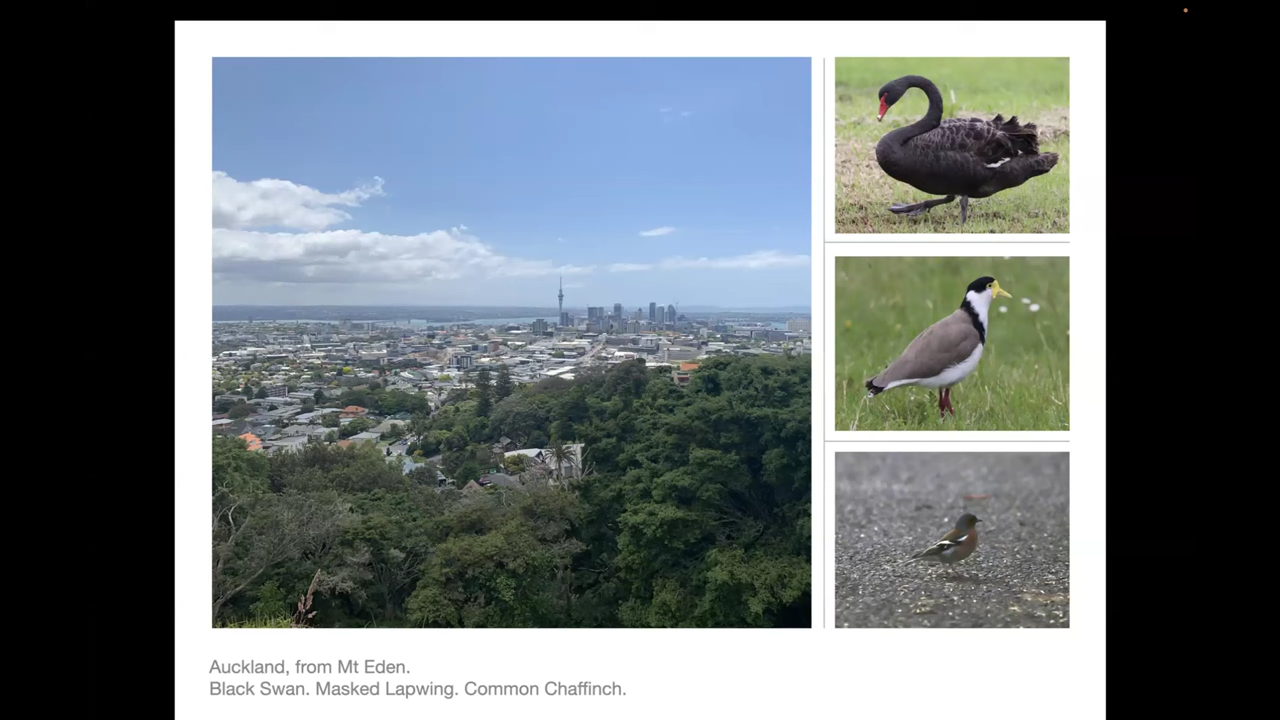 Auckland, from Mt Eden.
Black Swan. Masked Lapwing. Common Chaffinch.